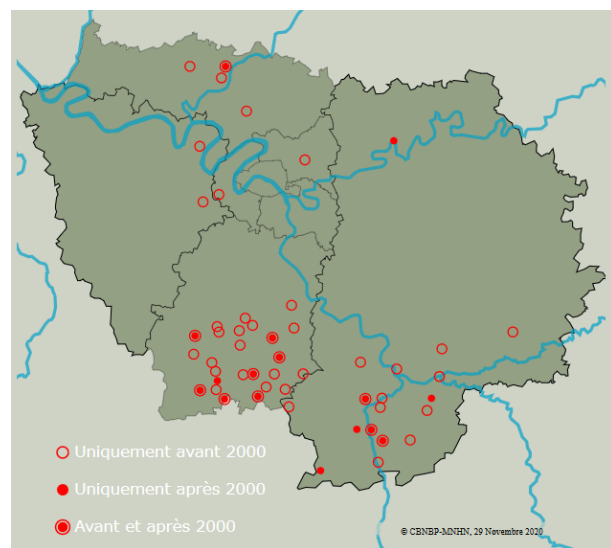 Uniquement avant 2000
Uniquement après 2000
Avant et après 2000
© CBNBP-MNHN, 29 Novembre 2020